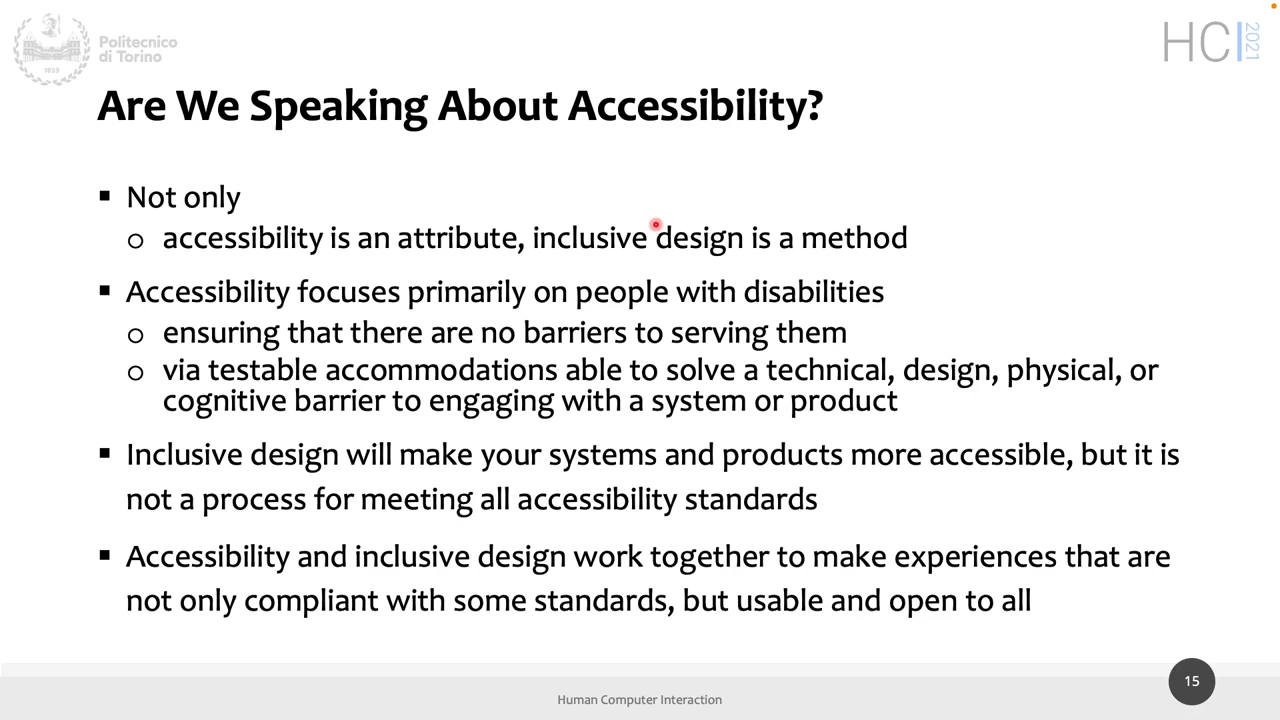 Politecnico
di Torino
1859
HCI
2021
Are We Speaking About Accessibility?
▪ Not only
o accessibility is an attribute, inclusive design is a method
▪ Accessibility focuses primarily on people with disabilities
o ensuring that there are no barriers to serving them
o via testable accommodations able to solve a technical, design, physical, or
cognitive barrier to engaging with a system or product
▪ Inclusive design will make your systems and products more accessible, but it is
not a process for meeting all accessibility standards
▪ Accessibility and inclusive design work together to make experiences that are
not only compliant with some standards, but usable and open to all
Human Computer Interaction
15